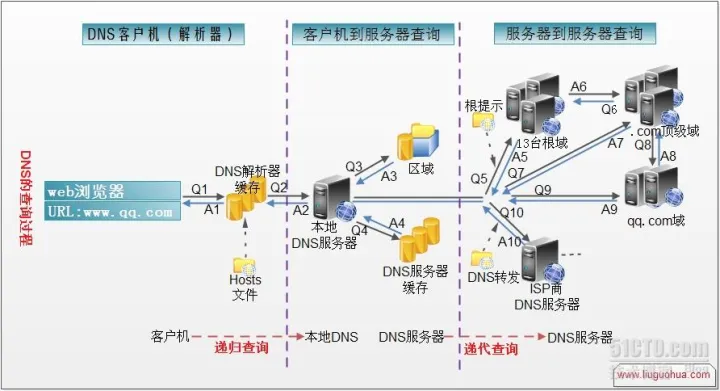 DNS客户机（解析器）
客户机到服务器查询
服务器到服务器查询
DNS的查询过程
web浏览器
URL:www.qq.com
Q1
A1
DNS解析器
缓存
Hosts
文件
Q2
A2
本地
DNS服务器
Q3
A3
区域
Q4
A4
DNS服务器
缓存
根提示
13台根域
A6
Q6
.com顶级域
Q5
A5
Q7
A7
Q8
A8
Q9
A9
qq.com域
Q10
A10
DNS转发
ISP商
DNS服务器
客户机
递归查询
本地DNS
DNS服务器
递代查询
DNS服务器
51CTO.com
www.liuguohua.com